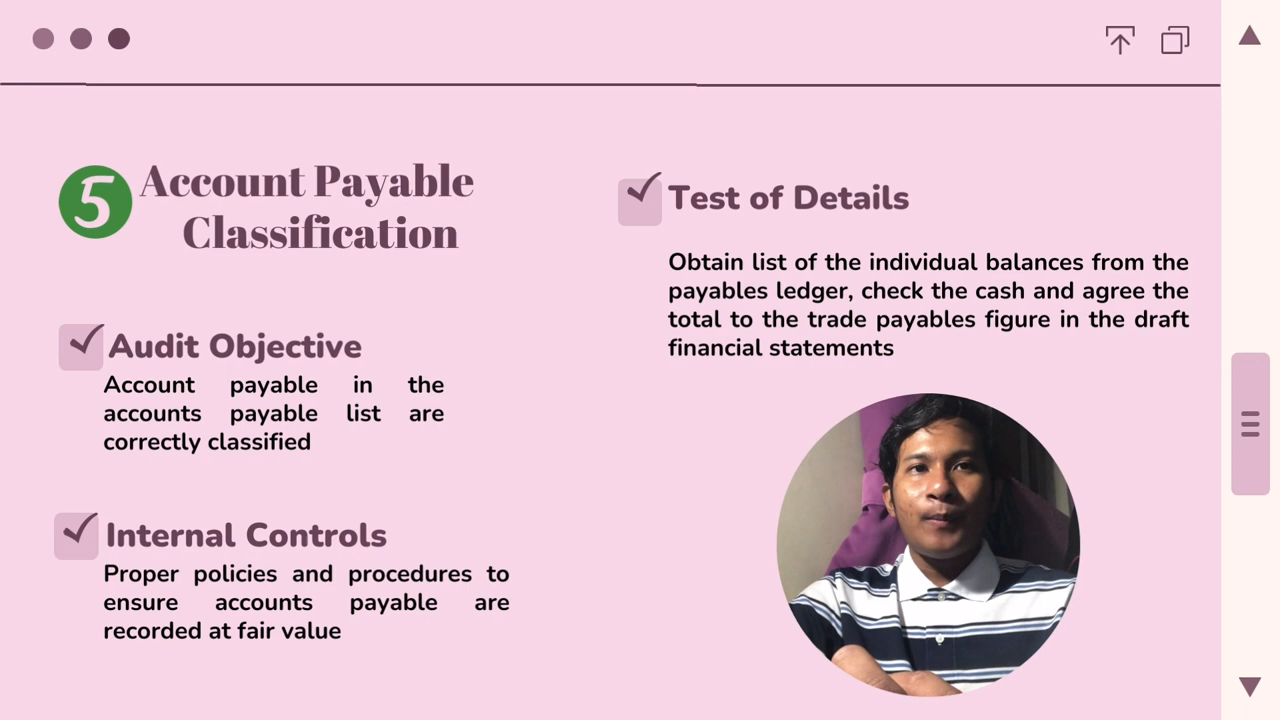 5
Account Payable
Classification
Audit Objective
Account payable in the
accounts payable list are
correctly classified
Internal Controls
Proper policies and procedures to
ensure accounts payable are
recorded at fair value
Test of Details
Obtain list of the individual balances from the
payables ledger, check the cash and agree the
total to the trade payables figure in the draft
financial statements